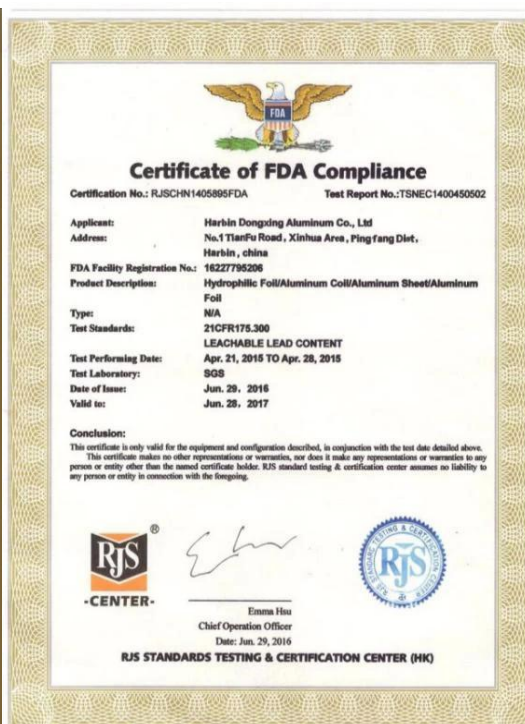 FDA
Certificate of FDA Compliance
Certification No.: RJSCHN1405895FDA Test Report No.:TSNEC1400450502
Applicant: Harbin Dongxing Aluminum Co., Ltd
Address: No.1 TianFu Road, Xinhua Area, Pingfang Dist,
Harbin, china
FDA Facility Registration No.: 16227795206
Product Description: Hydrophilic Foil/Aluminum Coil/Aluminum Sheet/Aluminum
Foil
Type: N/A
Test Standards: 21CFR175.300
LEACHABLE LEAD CONTENT
Test Performing Date: Apr. 21, 2015 TO Apr. 28, 2015
Test Laboratory: SGS
Date of Issue: Jun. 29, 2016
Valid to: Jun. 28, 2017
Conclusion:
This certificate is only valid for the equipment and configuration described, in conjunction with the test date detailed above.
This certificate makes no other representations or warranties, nor does it make any representations or warranties to any
person or entity other than the named certificate holder. RJS standard testing & certification center assumes no liability to
any person or entity in connection with the foregoing.
RJS ®
-CENTER-
RJS STANDARD TESTING & CERTIFICATION CENTER
RJS
Emma Hsu
Chief Operation Officer
Date: Jun. 29, 2016
RJS STANDARDS TESTING & CERTIFICATION CENTER (HK)